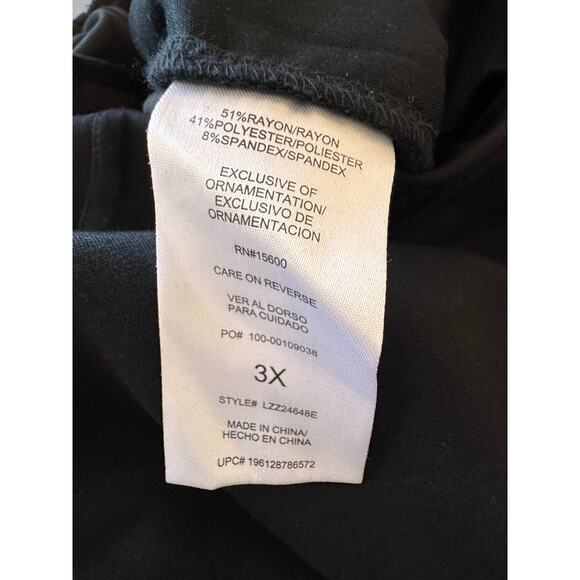 51%RAYON/RAYON
41%POLYESTER/POLIESTER
8%SPANDEX/SPANDEX
EXCLUSIVE OF
ORNAMENTATION/
EXCLUSIVO DE
ORNAMENTACION
RN#15600
CARE ON REVERSE
VER AL DORSO
PARA CUIDADO
PO# 100-00109038
3X
STYLE# LZZ24648E
MADE IN CHINA/
HECHO EN CHINA
UPC# 196128786572